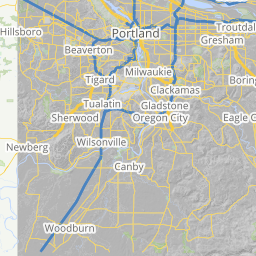 Hillsboro
Portland
Troutdal
Gresham
Beaverton
Milwaukie
Tigard
Boring
Clackamas
Tualatin
Gladstone
Sherwood
Oregon City
Eagle C
Newberg
Wilsonville
Canby
Woodburn